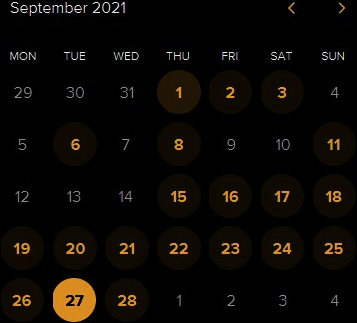 September 2021
MON TUE WED THU FRI SAT SUN
29 30 31 1 2 3 4
5 6 7 8 9 10 11
12 13 14 15 16 17 18
19 20 21 22 23 24 25
26 27 28 1 2 3 4